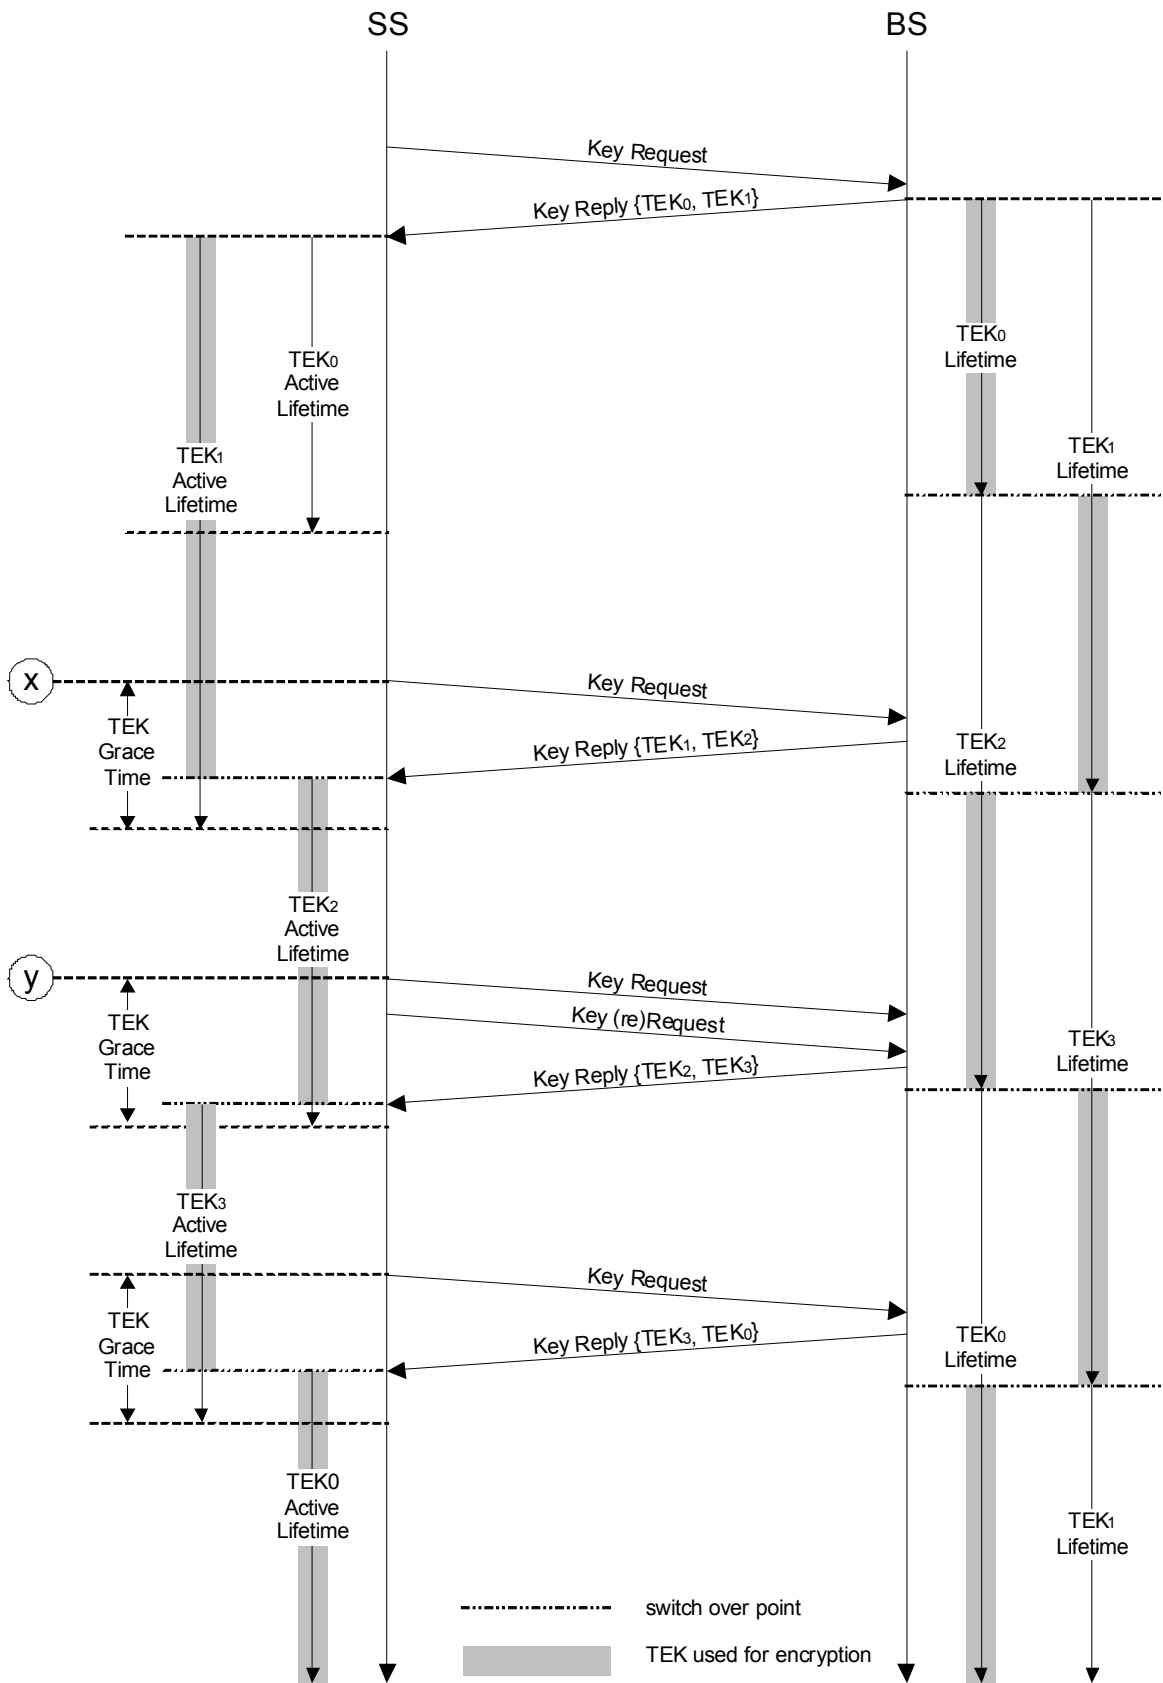 SS
BS
Key Request
Key Reply {TEK0, TEK1}
TEK0
Lifetime
TEK0
Active
Lifetime
TEK1
Active
Lifetime
TEK1
Lifetime
x
Key Request
TEK
Grace
Time
Key Reply {TEK1, TEK2}
TEK2
Lifetime
TEK2
Active
Lifetime
y
Key Request
Key (re)Request
TEK
Grace
Time
TEK3
Lifetime
Key Reply {TEK2, TEK3}
TEK3
Active
Lifetime
Key Request
TEK
Grace
Time
Key Reply {TEK3, TEK0}
TEK0
Lifetime
TEK0
Active
Lifetime
TEK1
Lifetime
switch over point
TEK used for encryption